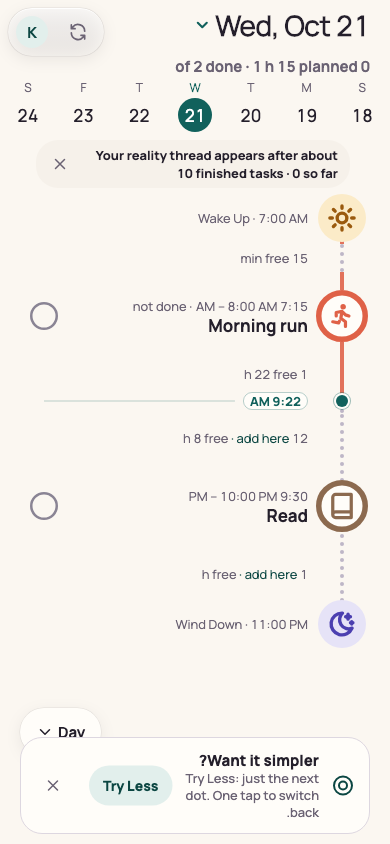 Wed, Oct 21
K
of 2 done · 1 h 15 planned 0
S F T W T M S
24 23 22 21 20 19 18
Your reality thread appears after about
10 finished tasks · 0 so far
Wake Up · 7:00 AM
min free 15
not done · AM – 8:00 AM 7:15
Morning run
h 22 free 1
AM 9:22
h 8 free · add here 12
PM – 10:00 PM 9:30
Read
h free · add here 1
Wind Down · 11:00 PM
Day
?Want it simpler
Try Less: just the next
dot. One tap to switch
.back
Try Less